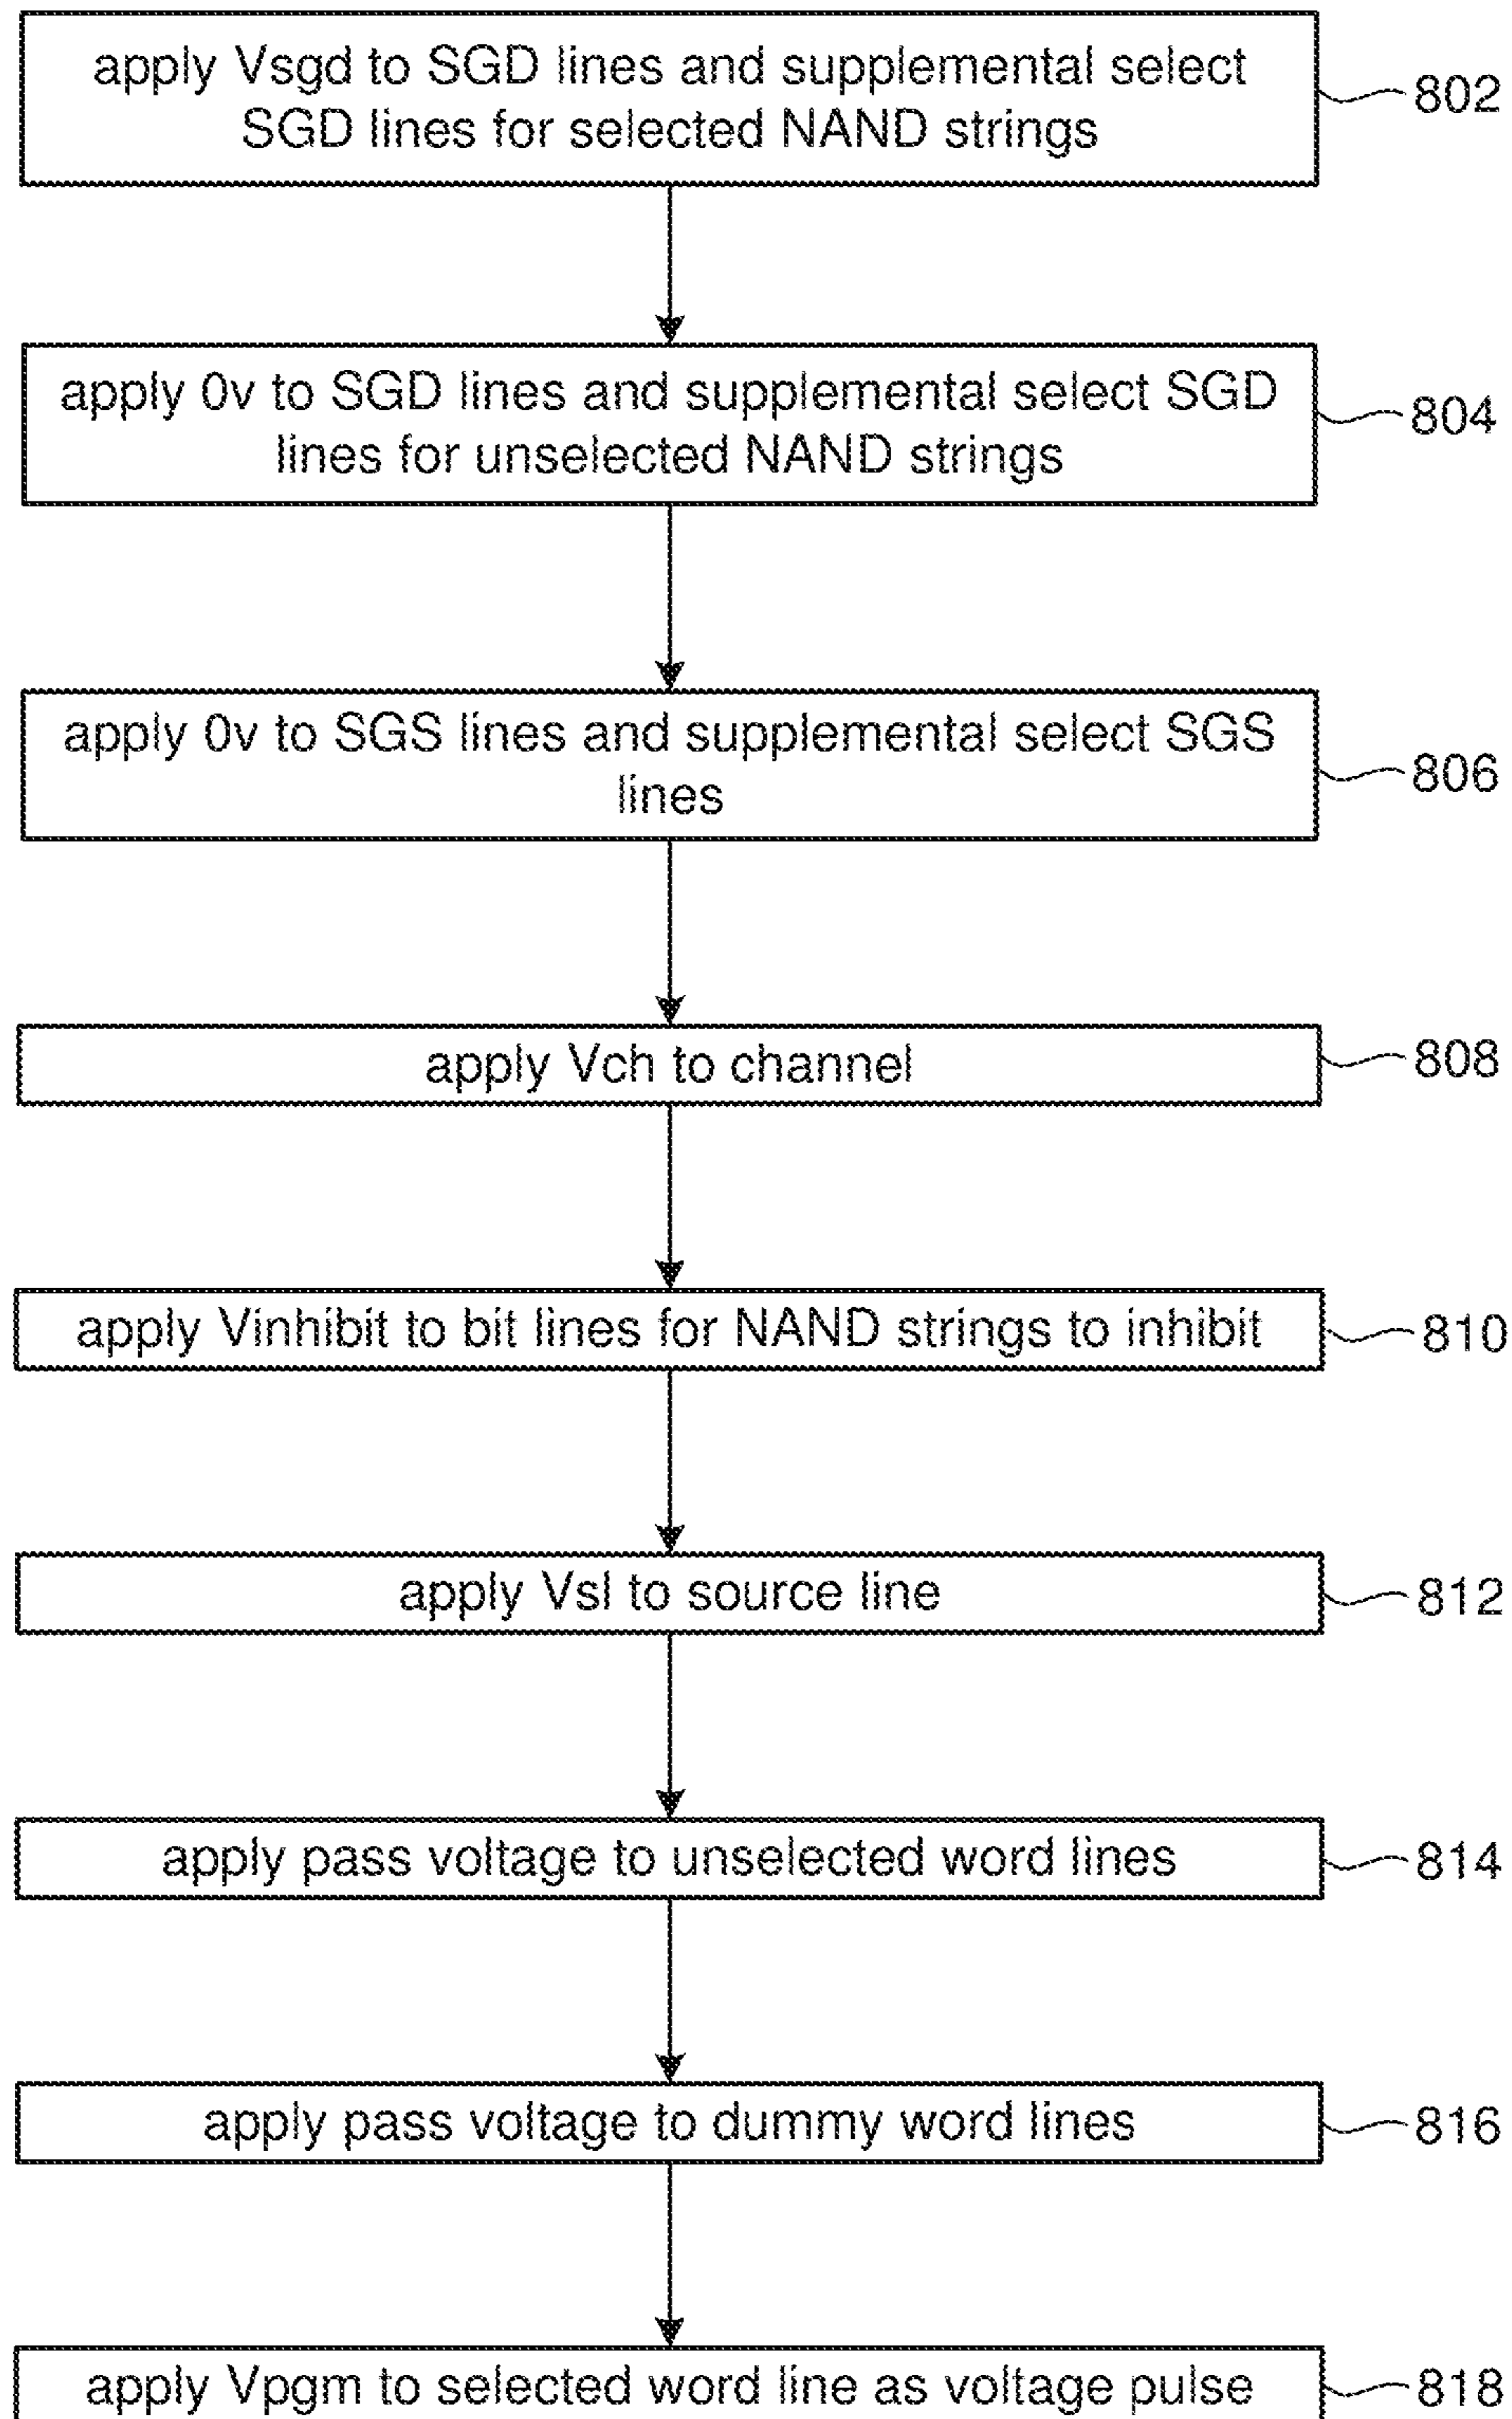 apply Vsgd to SGD lines and supplemental select
SGD lines for selected NAND strings
802
apply 0v to SGD lines and supplemental select SGD
lines for unselected NAND strings
804
apply 0v to SGS lines and supplemental select SGS
lines
806
apply Vch to channel
808
apply Vinhibit to bit lines for NAND strings to inhibit
810
apply Vsl to source line
812
apply pass voltage to unselected word lines
814
apply pass voltage to dummy word lines
816
apply Vpgm to selected word line as voltage pulse
818